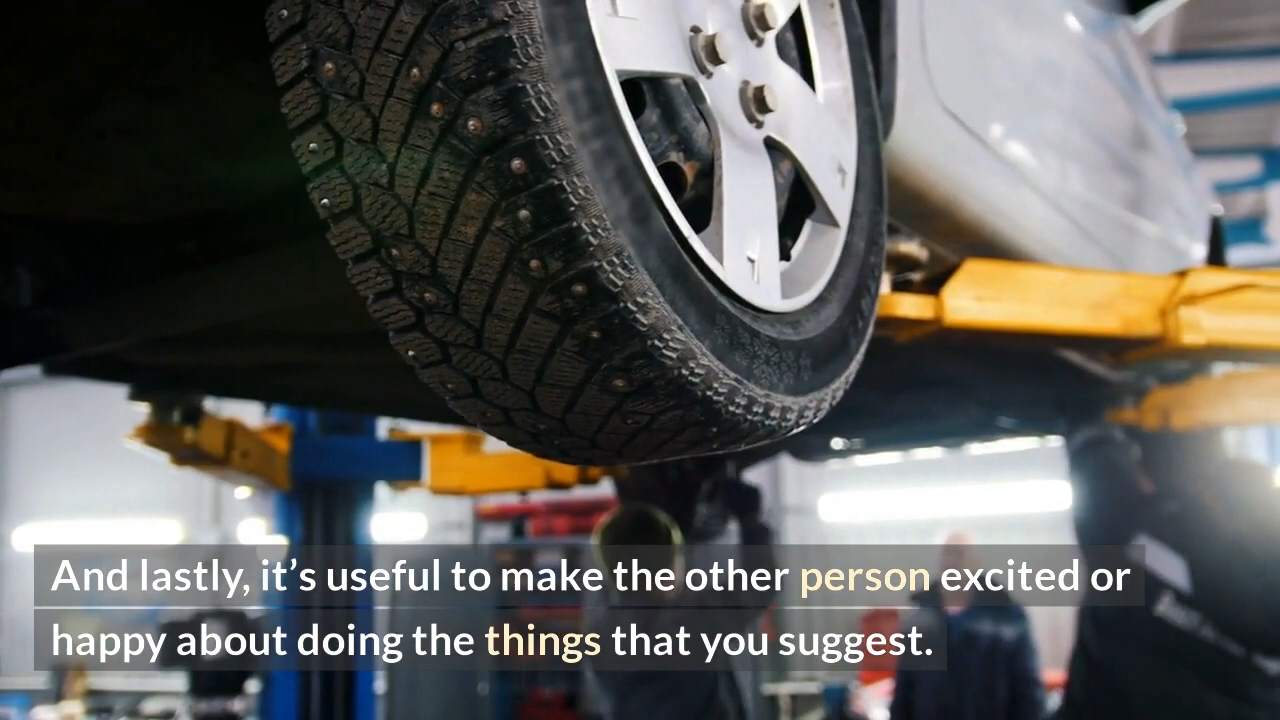 And lastly, it’s useful to make the other person excited or
happy about doing the things that you suggest.